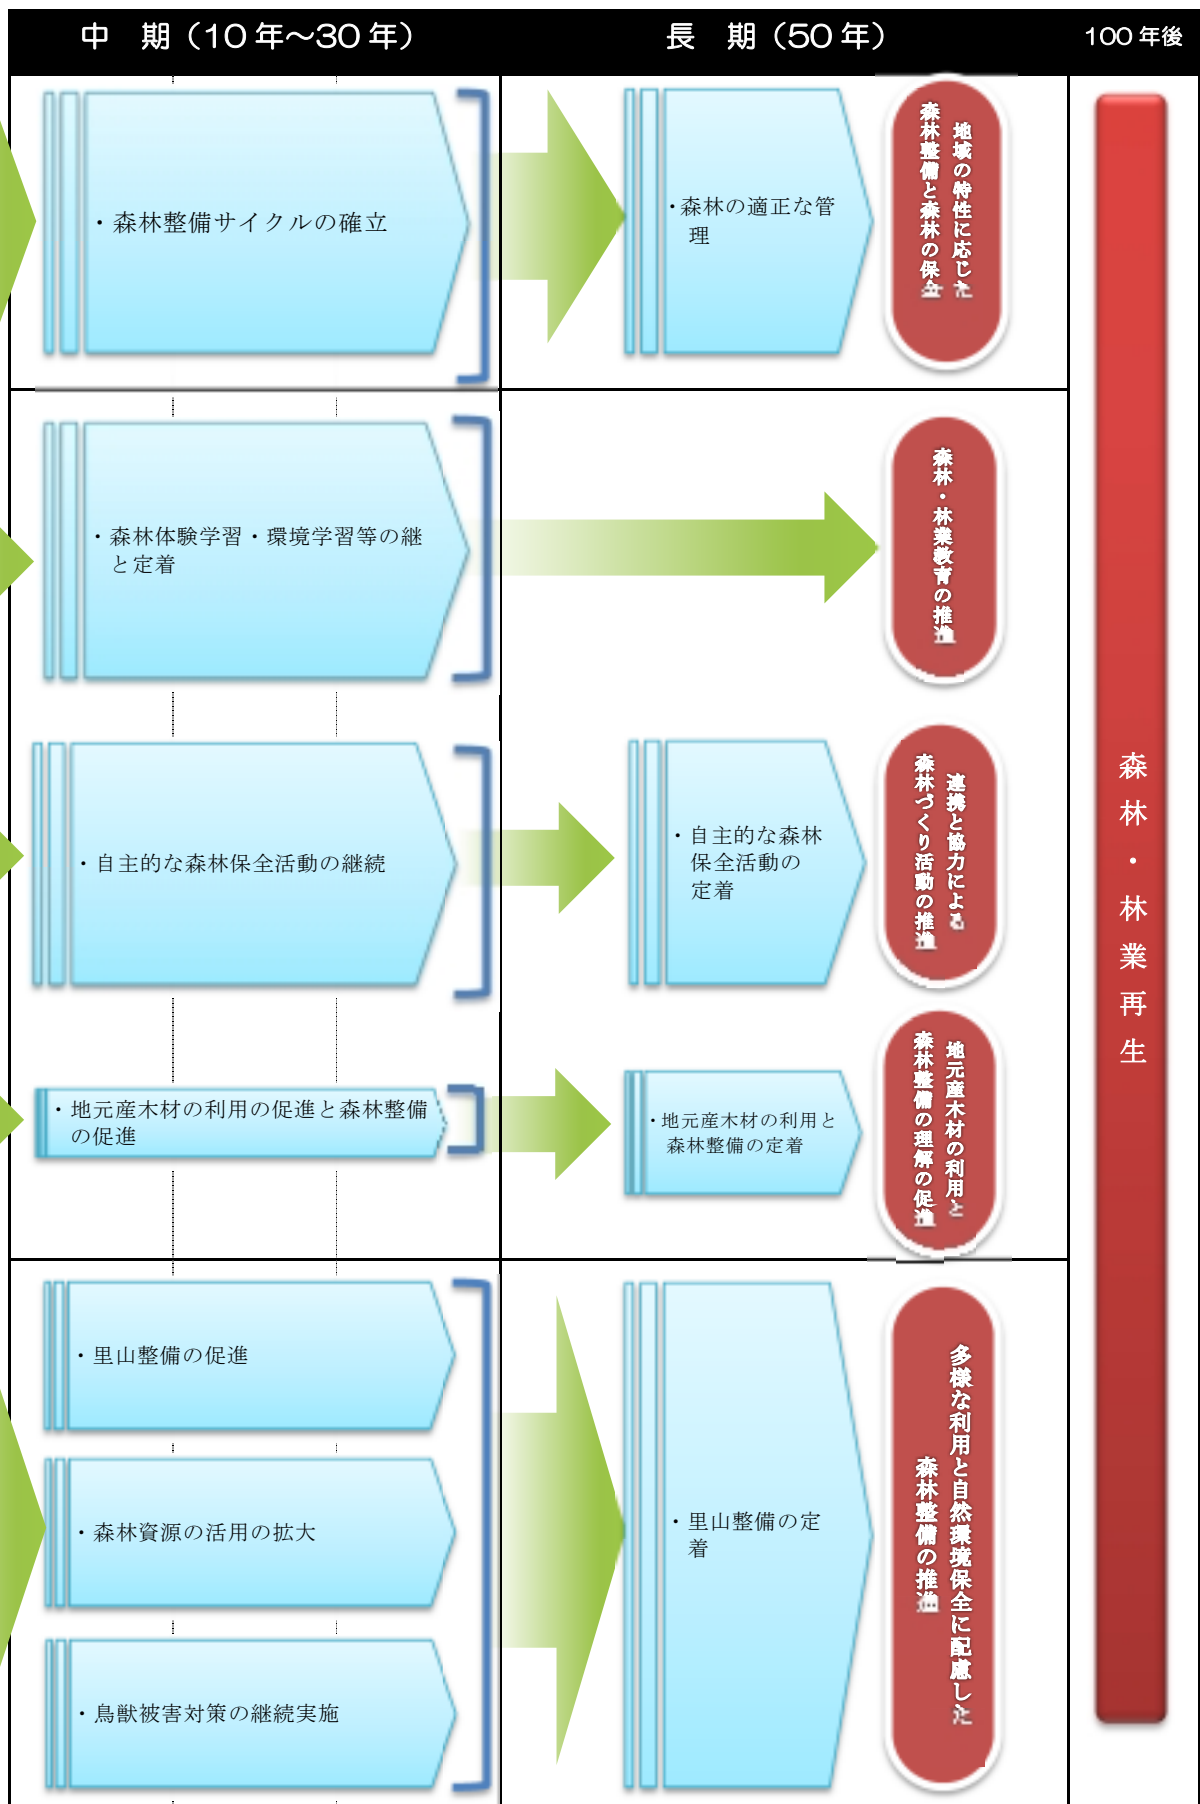 中　期（10 年～30 年）
長　期（50 年）
100 年後
・森林整備サイクルの確立
・森林の適正な管
理
地域の特性に応じた
森林整備と森林の保全
・森林体験学習・環境学習等の継
と定着
森林・林業教育の推進
・自主的な森林保全活動の継続
・自主的な森林
保全活動の
定着
連携と協力による
森林づくり活動の推進
・地元産木材の利用の促進と森林整備
の促進
・地元産木材の利用と
森林整備の定着
地元産木材の利用と
森林整備の理解の促進
・里山整備の促進
・森林資源の活用の拡大
・鳥獣被害対策の継続実施
・里山整備の定
着
多様な利用と自然環境保全に配慮した
森林整備の推進
森林・林業再生